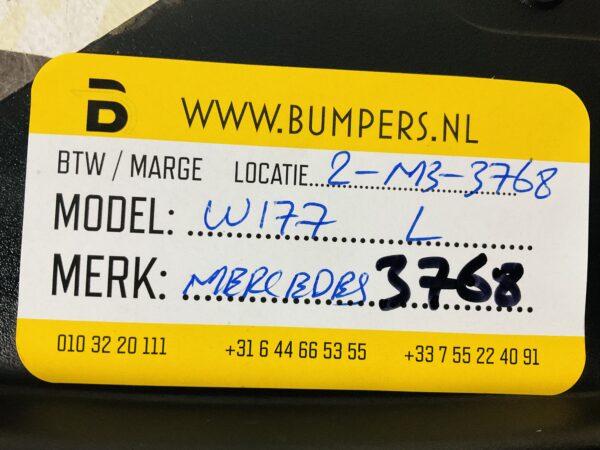 B WWW.BUMPERS.NL
BTW / MARGE LOCATIE 2-M3-3768
MODEL: W177 L
MERK: MERCEDES 3768
010 32 20 111 +31 6 44 66 53 55 +33 7 55 22 40 91